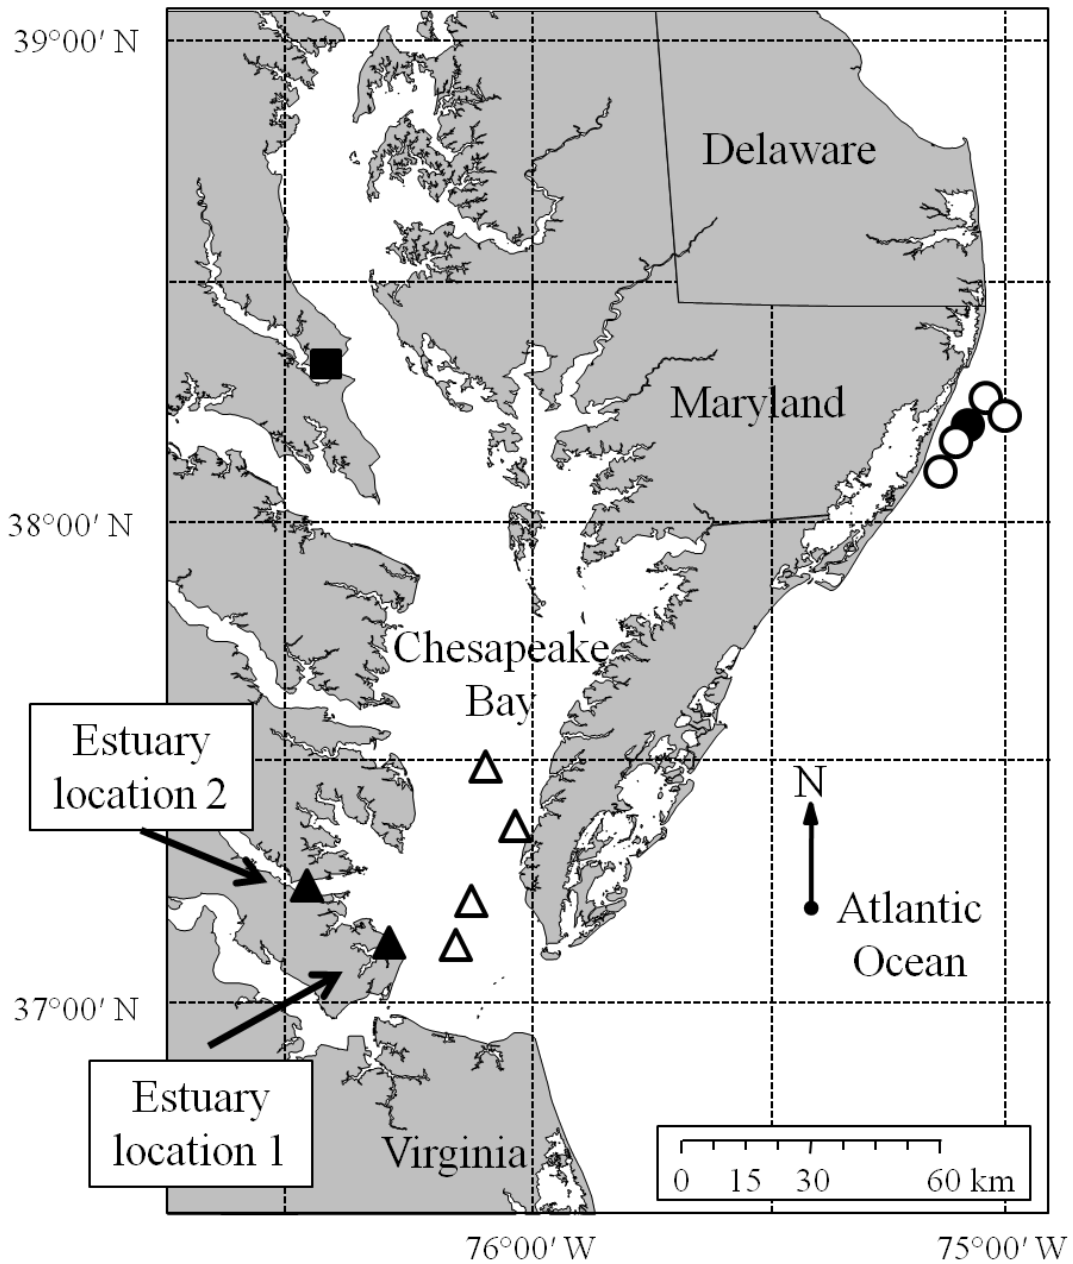 39°00′ N
Delaware
Maryland
38°00′ N
Chesapeake
Bay
Estuary
location 2
N
Atlantic
Ocean
37°00′ N
Estuary
location 1
Virginia
0 15 30 60 km
76°00′ W 75°00′ W